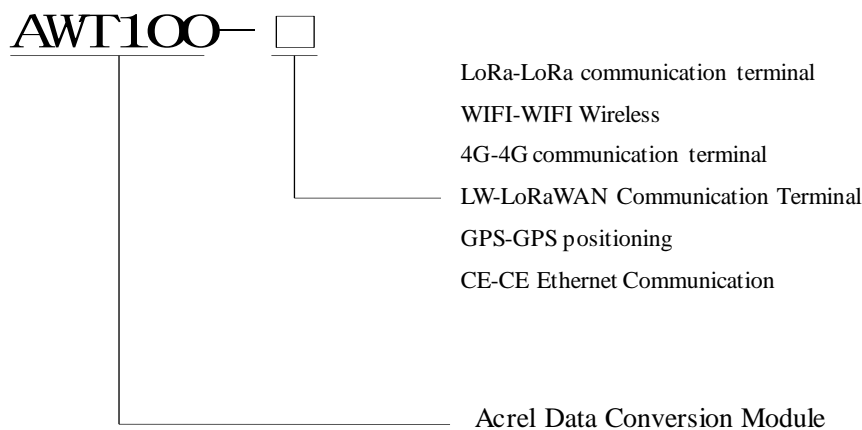 AWT100— □
LoRa-LoRa communication terminal
WIFI-WIFI Wireless
4G-4G communication terminal
LW-LoRaWAN Communication Terminal
GPS-GPS positioning
CE-CE Ethernet Communication
Acrel Data Conversion Module